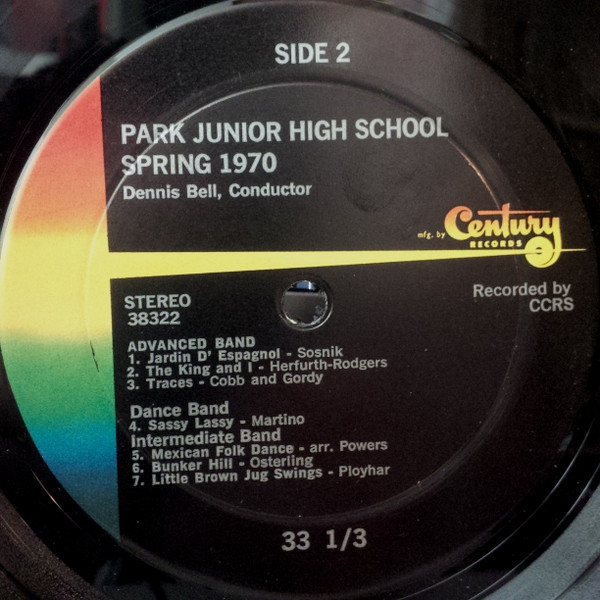 SIDE 2
PARK JUNIOR HIGH SCHOOL
SPRING 1970
Dennis Bell, Conductor
mfg. by Century
RECORDS
STEREO
38322
Recorded by
CCRS
ADVANCED BAND
1. Jardin D' Espagnol - Sosnik
2. The King and I - Herfurth-Rodgers
3. Traces - Cobb and Gordy
Dance Band
4. Sassy Lassy - Martino
Intermediate Band
5. Mexican Folk Dance - arr. Powers
6. Bunker Hill - Osterling
7. Little Brown Jug Swings - Ployhar
33 1/3